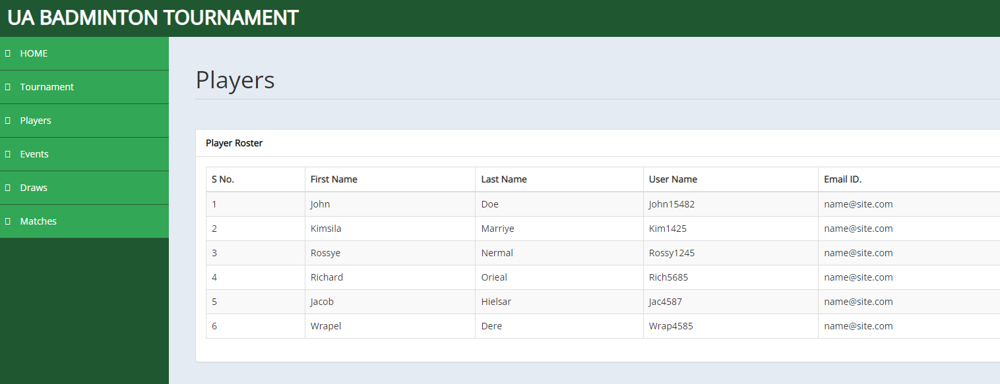 UA BADMINTON TOURNAMENT
HOME
Tournament
Players
Events
Draws
Matches
Players
Player Roster
S No. First Name Last Name User Name Email ID.
1 John Doe John15482 name@site.com
2 Kimsila Marriye Kim1425 name@site.com
3 Rossye Nermal Rossy1245 name@site.com
4 Richard Orieal Rich5685 name@site.com
5 Jacob Hielsar Jac4587 name@site.com
6 Wrapel Dere Wrap4585 name@site.com